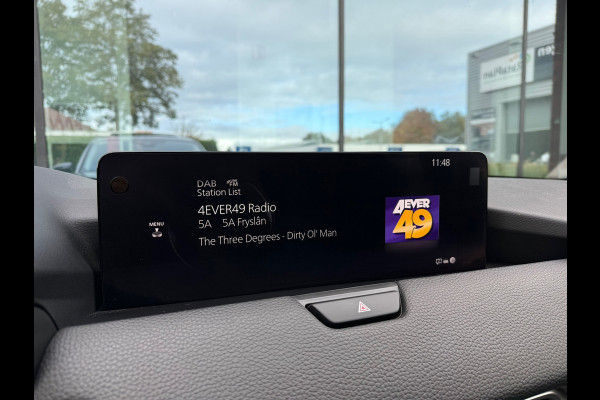 11:48
DAB
Station List
4EVER49 Radio
5A 5A Fryslân
MENU
The Three Degrees - Dirty Ol' Man
4EVER
49